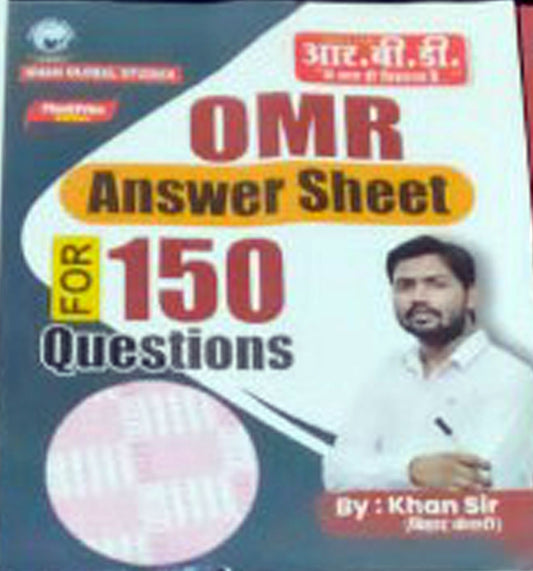 KHAN GLOBAL STUDIES
आर.बी.डी.
OMR
Answer Sheet
FOR 150
Questions
By : Khan Sir